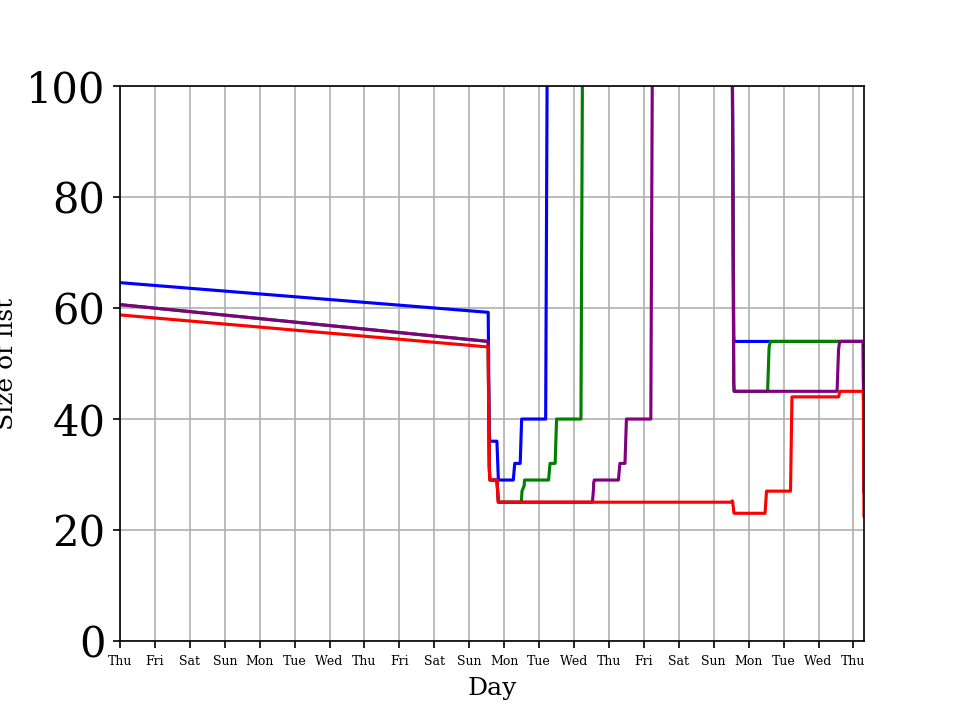 100
80
60
40
20
0
Size of list
Thu Fri Sat Sun Mon Tue Wed Thu Fri Sat Sun Mon Tue Wed Thu Fri Sat Sun Mon Tue Wed Thu
Day